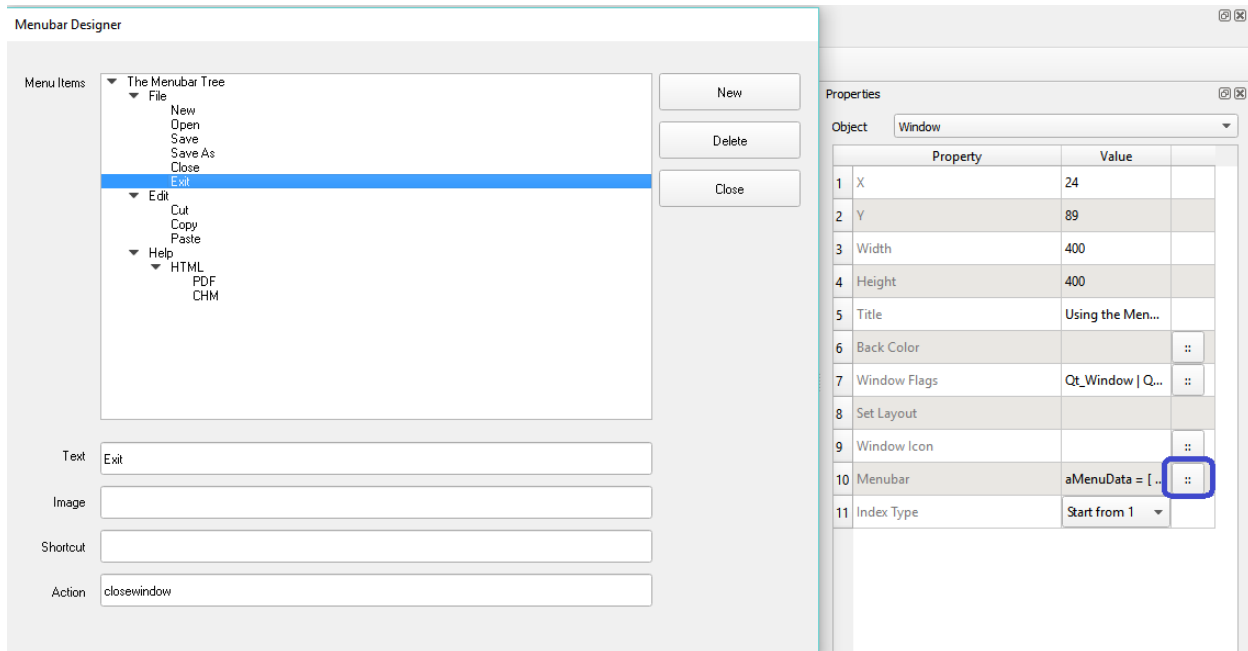 Menubar Designer
Menu Items
The Menubar Tree
File
New
Open
Save
Save As
Close
Exit
Edit
Cut
Copy
Paste
Help
HTML
PDF
CHM
New
Delete
Close
Text Exit
Image
Shortcut
Action closewindow
Properties
Object Window
Property Value
1 X 24
2 Y 89
3 Width 400
4 Height 400
5 Title Using the Men...
6 Back Color ::
7 Window Flags Qt_Window | Q... ::
8 Set Layout
9 Window Icon ::
10 Menubar aMenuData = [ ... ::
11 Index Type Start from 1